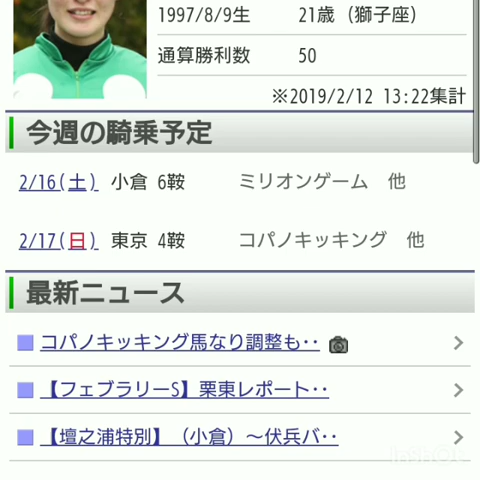 1997/8/9生 21歳 (獅子座)
通算勝利数 50
※2019/2/12 13:22集計
今週の騎乗予定
2/16(土) 小倉 6鞍 ミリオンゲーム 他
2/17(日) 東京 4鞍 コパノキッキング 他
最新ニュース
コパノキッキング馬なり調整も‥
【フェブラリーS】栗東レポート‥
【壇之浦特別】(小倉)～伏兵バ‥